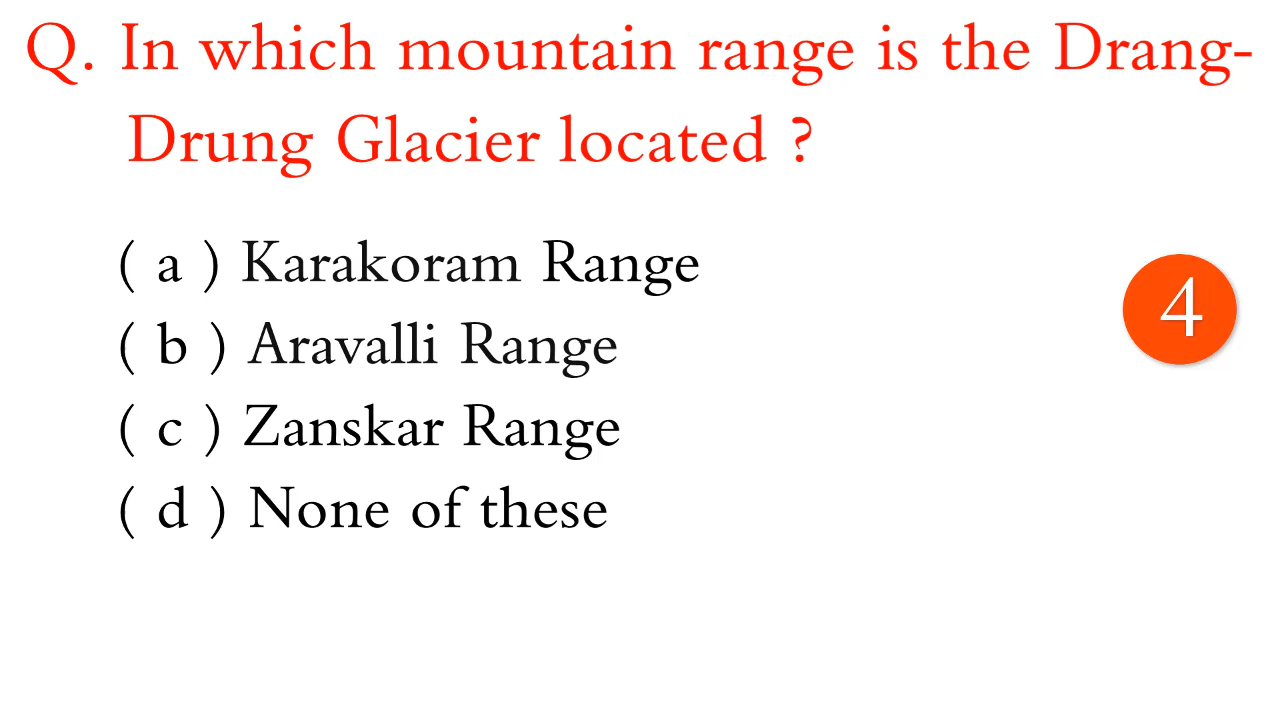 Q. In which mountain range is the Drang-
Drung Glacier located ?
( a ) Karakoram Range
( b ) Aravalli Range
4
( c ) Zanskar Range
( d ) None of these